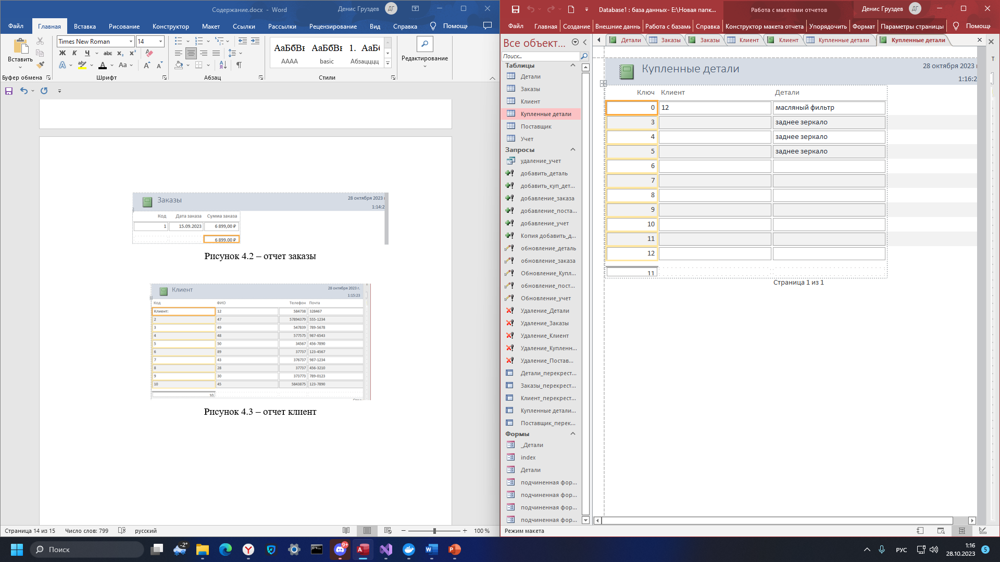 Содержание.docx - Word
Денис Груздев
ДГ
Файл Главная Вставка Рисование Конструктор Макет Ссылки Рассылки Рецензирование Вид Справка Помощь
Вставить
Times New Roman 14
Ж К Ч abc x₂ x²
Aa
АаБбВв АаБбВв 1. АаБб
АААА basic Абзацццц
Редактирование
Буфер обмена Шрифт Абзац Стили
Заказы
28 октября 2023 г
1:14:2
Код Дата заказа Сумма заказа
1 15.09.2023 6 899,00 ₽
6 899,00 ₽
Рисунок 4.2 – отчет заказы
Клиент
28 октября 2023 г.
1:15:23
Код ФИО Телефон Почта
Клиент: 12 584738 328467
2 47 57894379 555-1234
3 49 547839 789-5678
4 48 577575 987-6543
5 50 34567 456-7890
6 89 37737 123-4567
7 43 376737 987-1234
8 28 37737 456-3210
9 30 373773 789-0123
10 45 5843875 123-7890
10
Рисунок 4.3 – отчет клиент
Страница 14 из 15 Число слов: 799 русский
100 %
Database1 : база данных- E:\Новая папк...
Работа с макетами отчетов
Денис Груздев
ДГ
Файл Главная Создание Внешние данн Работа с базами Справка Конструктор макета отчета Упорядочить Формат Параметры страницы Помощь
Все объект...
Поиск...
Таблицы
Детали
Заказы
Клиент
Купленные детали
Поставщик
Учет
Запросы
удаление_учет
добавить_деталь
добавить_куп_дет...
добавление_заказа
добавление_поста...
добавление_учет
Копия добавить_д...
обновление_деталь
обновление_заказа
Обновление_Купл...
обновление_пост...
Обновление_учет
Удаление_Детали
Удаление_Заказы
Удаление_Клиент
Удаление_Купленн...
Удаление_Постав...
Детали_перекрест...
Заказы_перекрест...
Клиент_перекрест...
Купленные детали...
Поставщик_перек...
Формы
_Детали
index
Детали
подчиненная фор...
подчиненная фор...
подчиненная фор...
подчиненная фор...
Детали Заказы Заказы Клиент Клиент Купленные детали Купленные детали
Купленные детали
28 октября 2023 г
1:16:2
Ключ Клиент Детали
0 12 масляный фильтр
3 заднее зеркало
4 заднее зеркало
5 заднее зеркало
6
7
8
9
10
11
12
11
Страница 1 из 1
Режим макета
Поиск
-2°
9+
РУС
1:16
28.10.2023
5